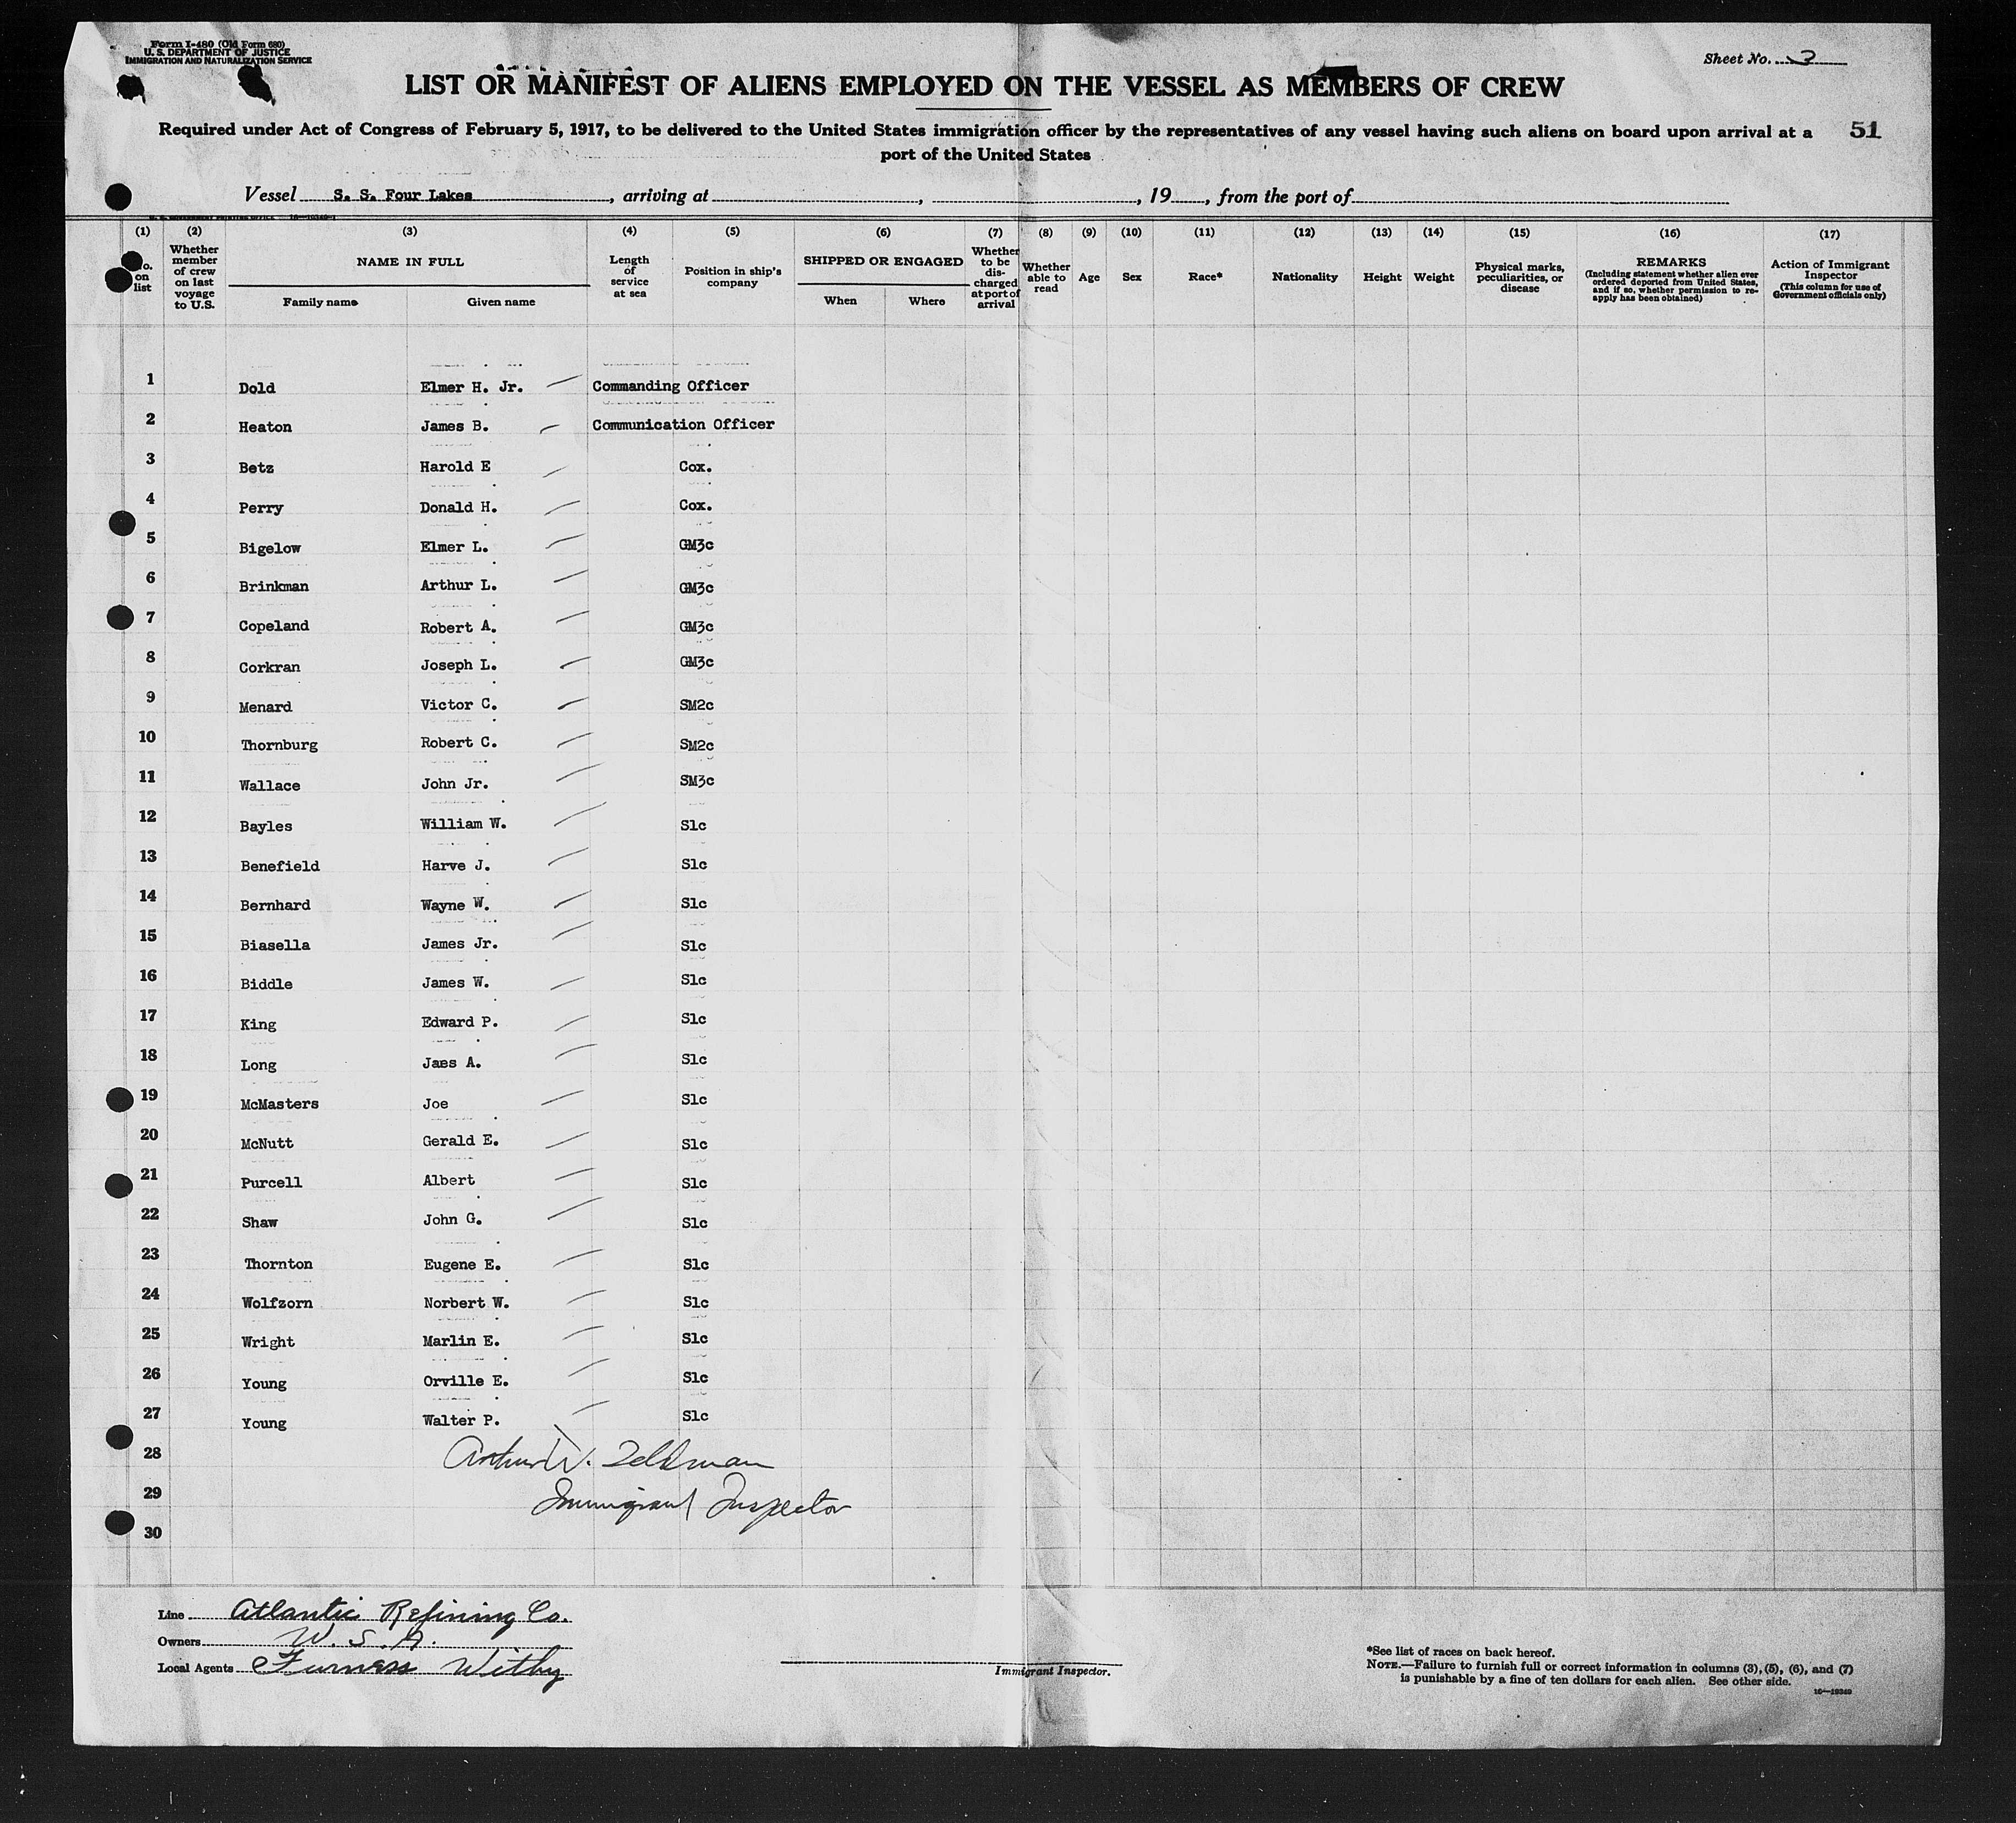 Form I-480 (Old Form 680)
U. S. DEPARTMENT OF JUSTICE
IMMIGRATION AND NATURALIZATION SERVICE
Sheet No. 3
LIST OR MANIFEST OF ALIENS EMPLOYED ON THE VESSEL AS MEMBERS OF CREW
Required under Act of Congress of February 5, 1917, to be delivered to the United States immigration officer by the representatives of any vessel having such aliens on board upon arrival at a
port of the United States
51
Vessel S. S. Four Lakes, arriving at , , 19 , from the port of
(1) (2) (3) (4) (5) (6) (7) (8) (9) (10) (11) (12) (13) (14) (15) (16) (17)
No. on list
Whether member of crew on last voyage to U.S.
NAME IN FULL
Family name Given name
Length of service at sea
Position in ship's company
SHIPPED OR ENGAGED
When Where
Whether to be discharged at port of arrival
Whether able to read
Age
Sex
Race*
Nationality
Height
Weight
Physical marks, peculiarities, or disease
REMARKS
(Including statement whether alien ever ordered deported from United States, and if so, whether permission to reapply has been obtained)
Action of Immigrant Inspector
(This column for use of Government officials only)
1 Dold Elmer H. Jr. Commanding Officer
2 Heaton James B. Communication Officer
3 Betz Harold E Cox.
4 Perry Donald H. Cox.
5 Bigelow Elmer L. GM3c
6 Brinkman Arthur L. GM3c
7 Copeland Robert A. GM3c
8 Corkran Joseph L. GM3c
9 Menard Victor C. SM2c
10 Thornburg Robert C. SM2c
11 Wallace John Jr. SM3c
12 Bayles William W. S1c
13 Benefield Harve J. S1c
14 Bernhard Wayne W. S1c
15 Biasella James Jr. S1c
16 Biddle James W. S1c
17 King Edward P. S1c
18 Long Jaes A. S1c
19 McMasters Joe S1c
20 McNutt Gerald E. S1c
21 Purcell Albert S1c
22 Shaw John G. S1c
23 Thornton Eugene E. S1c
24 Wolfzorn Norbert W. S1c
25 Wright Marlin E. S1c
26 Young Orville E. S1c
27 Young Walter P. S1c
28 Arthur W.
29 Immigrant Inspector
30
Line Atlantic Refining Co.
Owners W. S. A.
Local Agents Furness Withy
Immigrant Inspector.
*See list of races on back hereof.
NOTE.—Failure to furnish full or correct information in columns (3), (5), (6), and (7)
is punishable by a fine of ten dollars for each alien. See other side.
16—19349